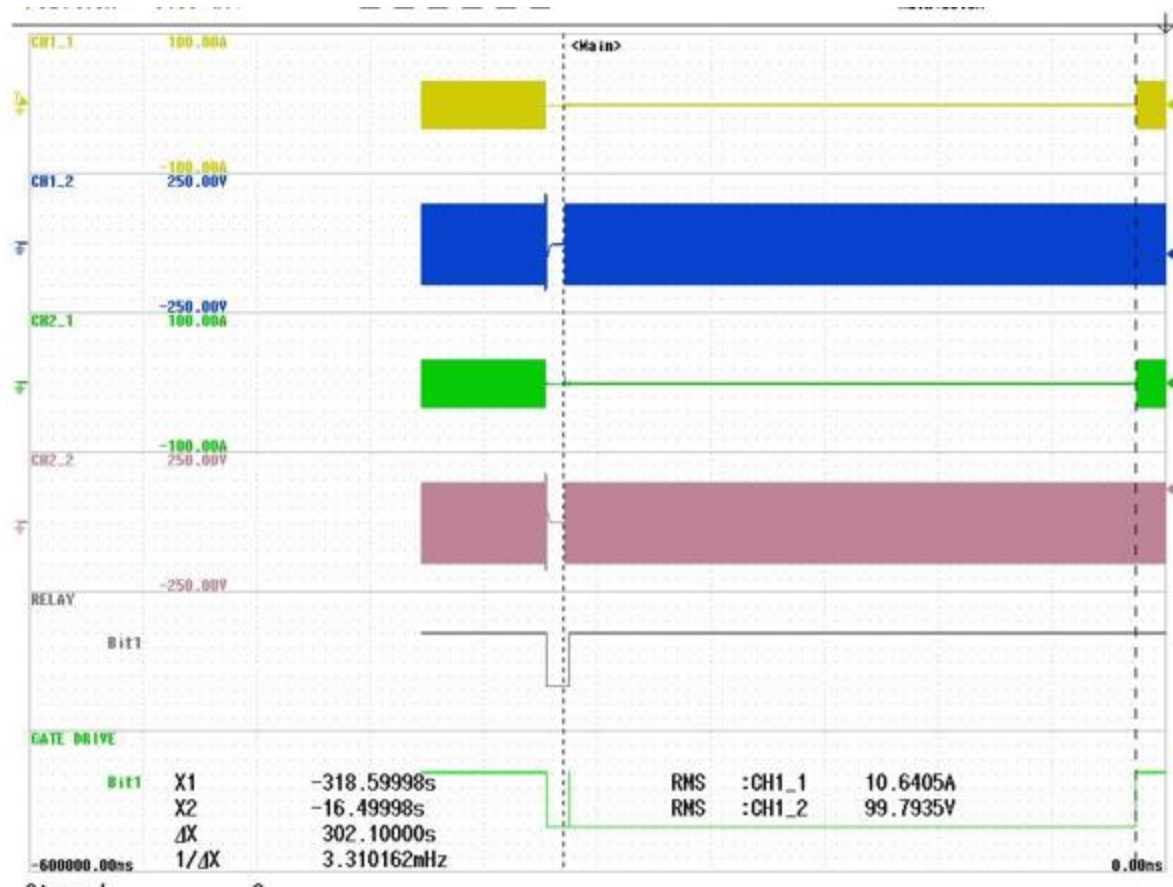 CH1_1 100.00A
<Main>
-100.00A
CH1_2 250.00V
-250.00V
CH2_1 100.00A
-100.00A
CH2_2 250.00V
-250.00V
RELAY
Bit1
GATE DRIVE
Bit1 X1 -318.59998s RMS :CH1_1 10.6405A
X2 -16.49998s RMS :CH1_2 99.7935V
ΔX 302.10000s
1/ΔX 3.310162mHz
-600000.00ms 0.00ms